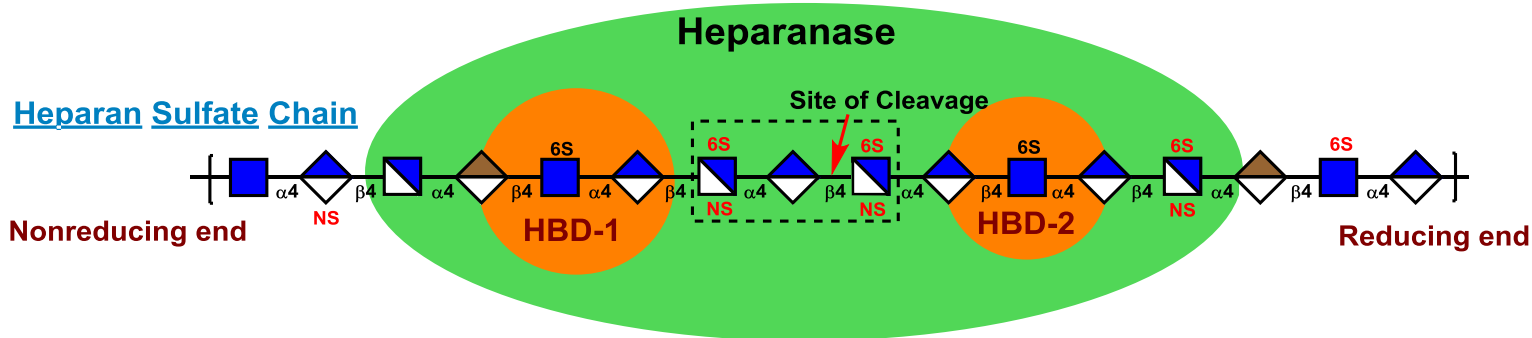 Heparanase
Heparan Sulfate Chain
Site of Cleavage
6S 6S 6S 6S 6S 6S
α4 β4 α4 β4 α4 β4 α4 β4 α4 β4 α4 β4 α4 β4 α4
NS NS NS NS
Nonreducing end
HBD-1
HBD-2
Reducing end